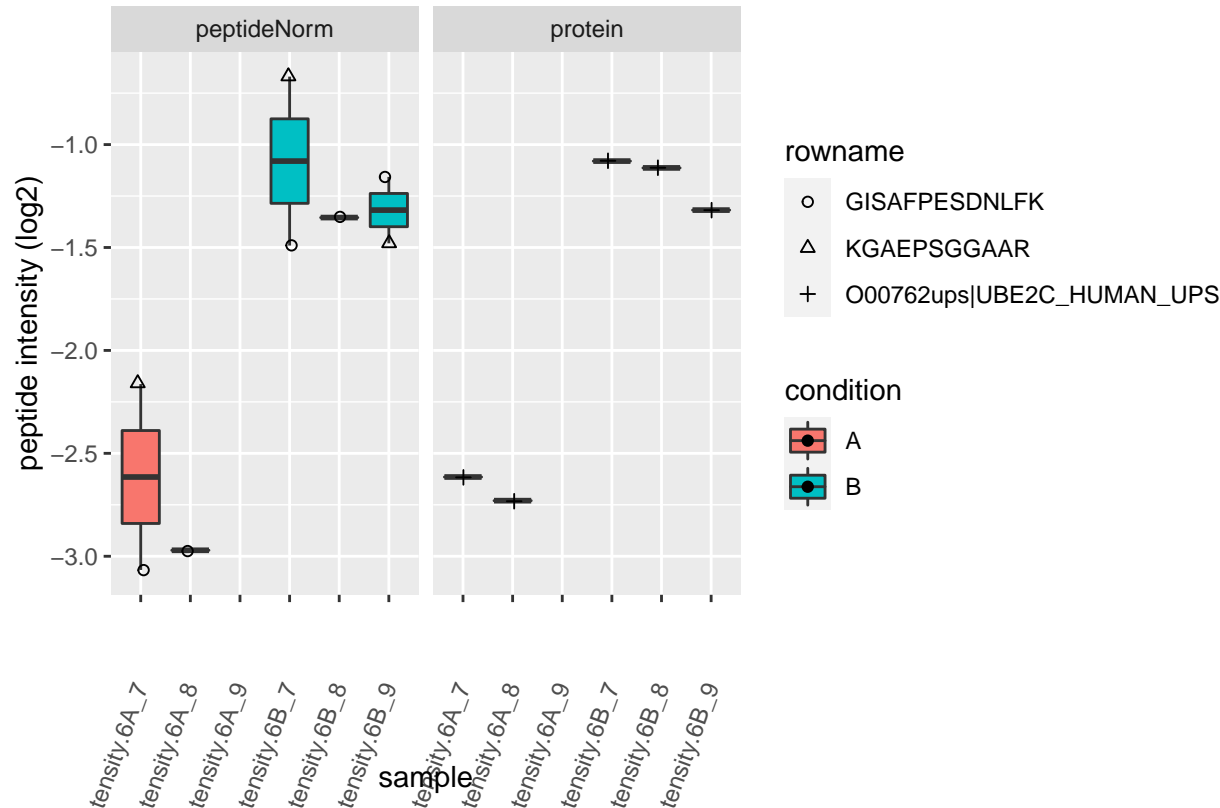 peptideNorm
protein
peptide intensity (log2)
−1.0
−1.5
−2.0
−2.5
−3.0
tensity.6A_7
tensity.6A_8
tensity.6A_9
tensity.6B_7
tensity.6B_8
tensity.6B_9
tensity.6A_7
tensity.6A_8
tensity.6A_9
tensity.6B_7
tensity.6B_8
tensity.6B_9
sample
rowname
GISAFPESDNLFK
KGAEPSGGAAR
O00762ups|UBE2C_HUMAN_UPS
condition
A
B